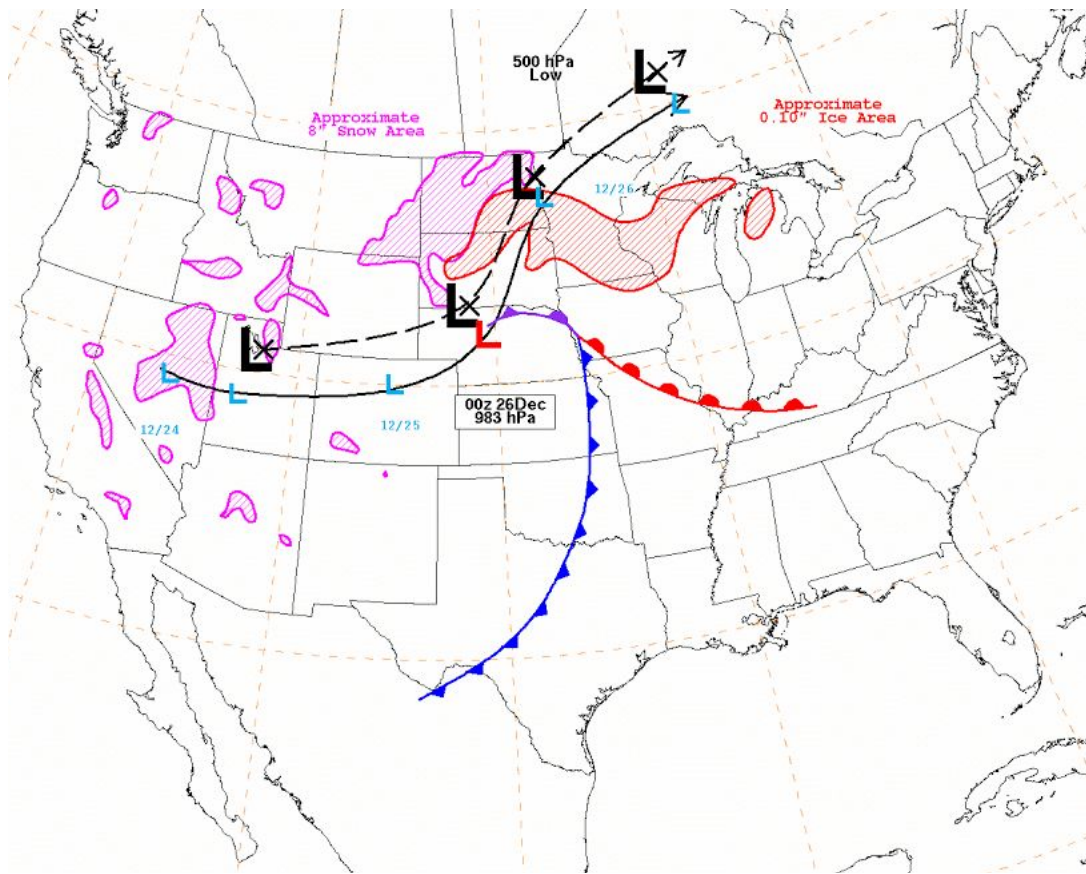 500 hPa
Low
Approximate
8" Snow Area
Approximate
0.10" Ice Area
L
L
L
12/26
L
L
L
L
L
L
L
12/25
00z 26Dec
983 hPa
12/24